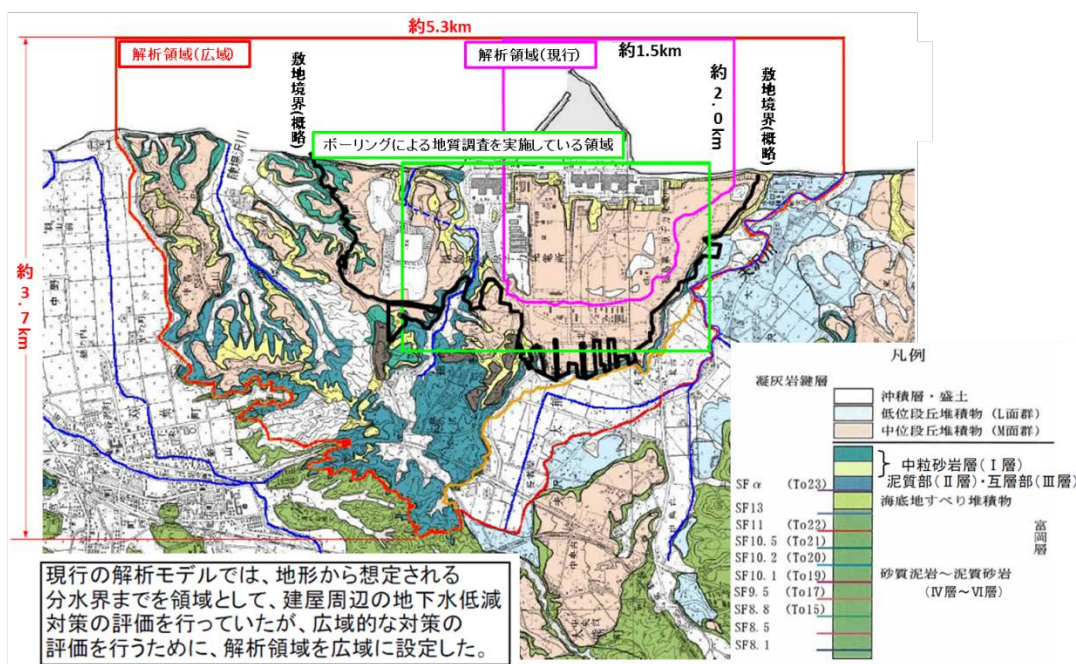 約5.3km
解析領域(広域)
解析領域(現行)
約1.5km
敷地境界(概略)
約2.0km
敷地境界(概略)
ボーリングによる地質調査を実施している領域
約3.7km
凡例
凝灰岩鍵層
沖積層・盛土
低位段丘堆積物(L面群)
中位段丘堆積物(M面群)
中粒砂岩層(Ⅰ層)
泥質部(Ⅱ層)・互層部(Ⅲ層)
SFα (To23)
海底地すべり堆積物
SF13
SF11 (To22)
SF10.5 (To21)
SF10.2 (To20)
SF10.1 (To19)
砂質泥岩～泥質砂岩
(Ⅳ層～Ⅵ層)
SF9.5 (To17)
SF8.8 (To15)
SF8.5
SF8.1
富岡層
現行の解析モデルでは、地形から想定される
分水界までを領域として、建屋周辺の地下水低減
対策の評価を行っていたが、広域的な対策の
評価を行うために、解析領域を広域に設定した。